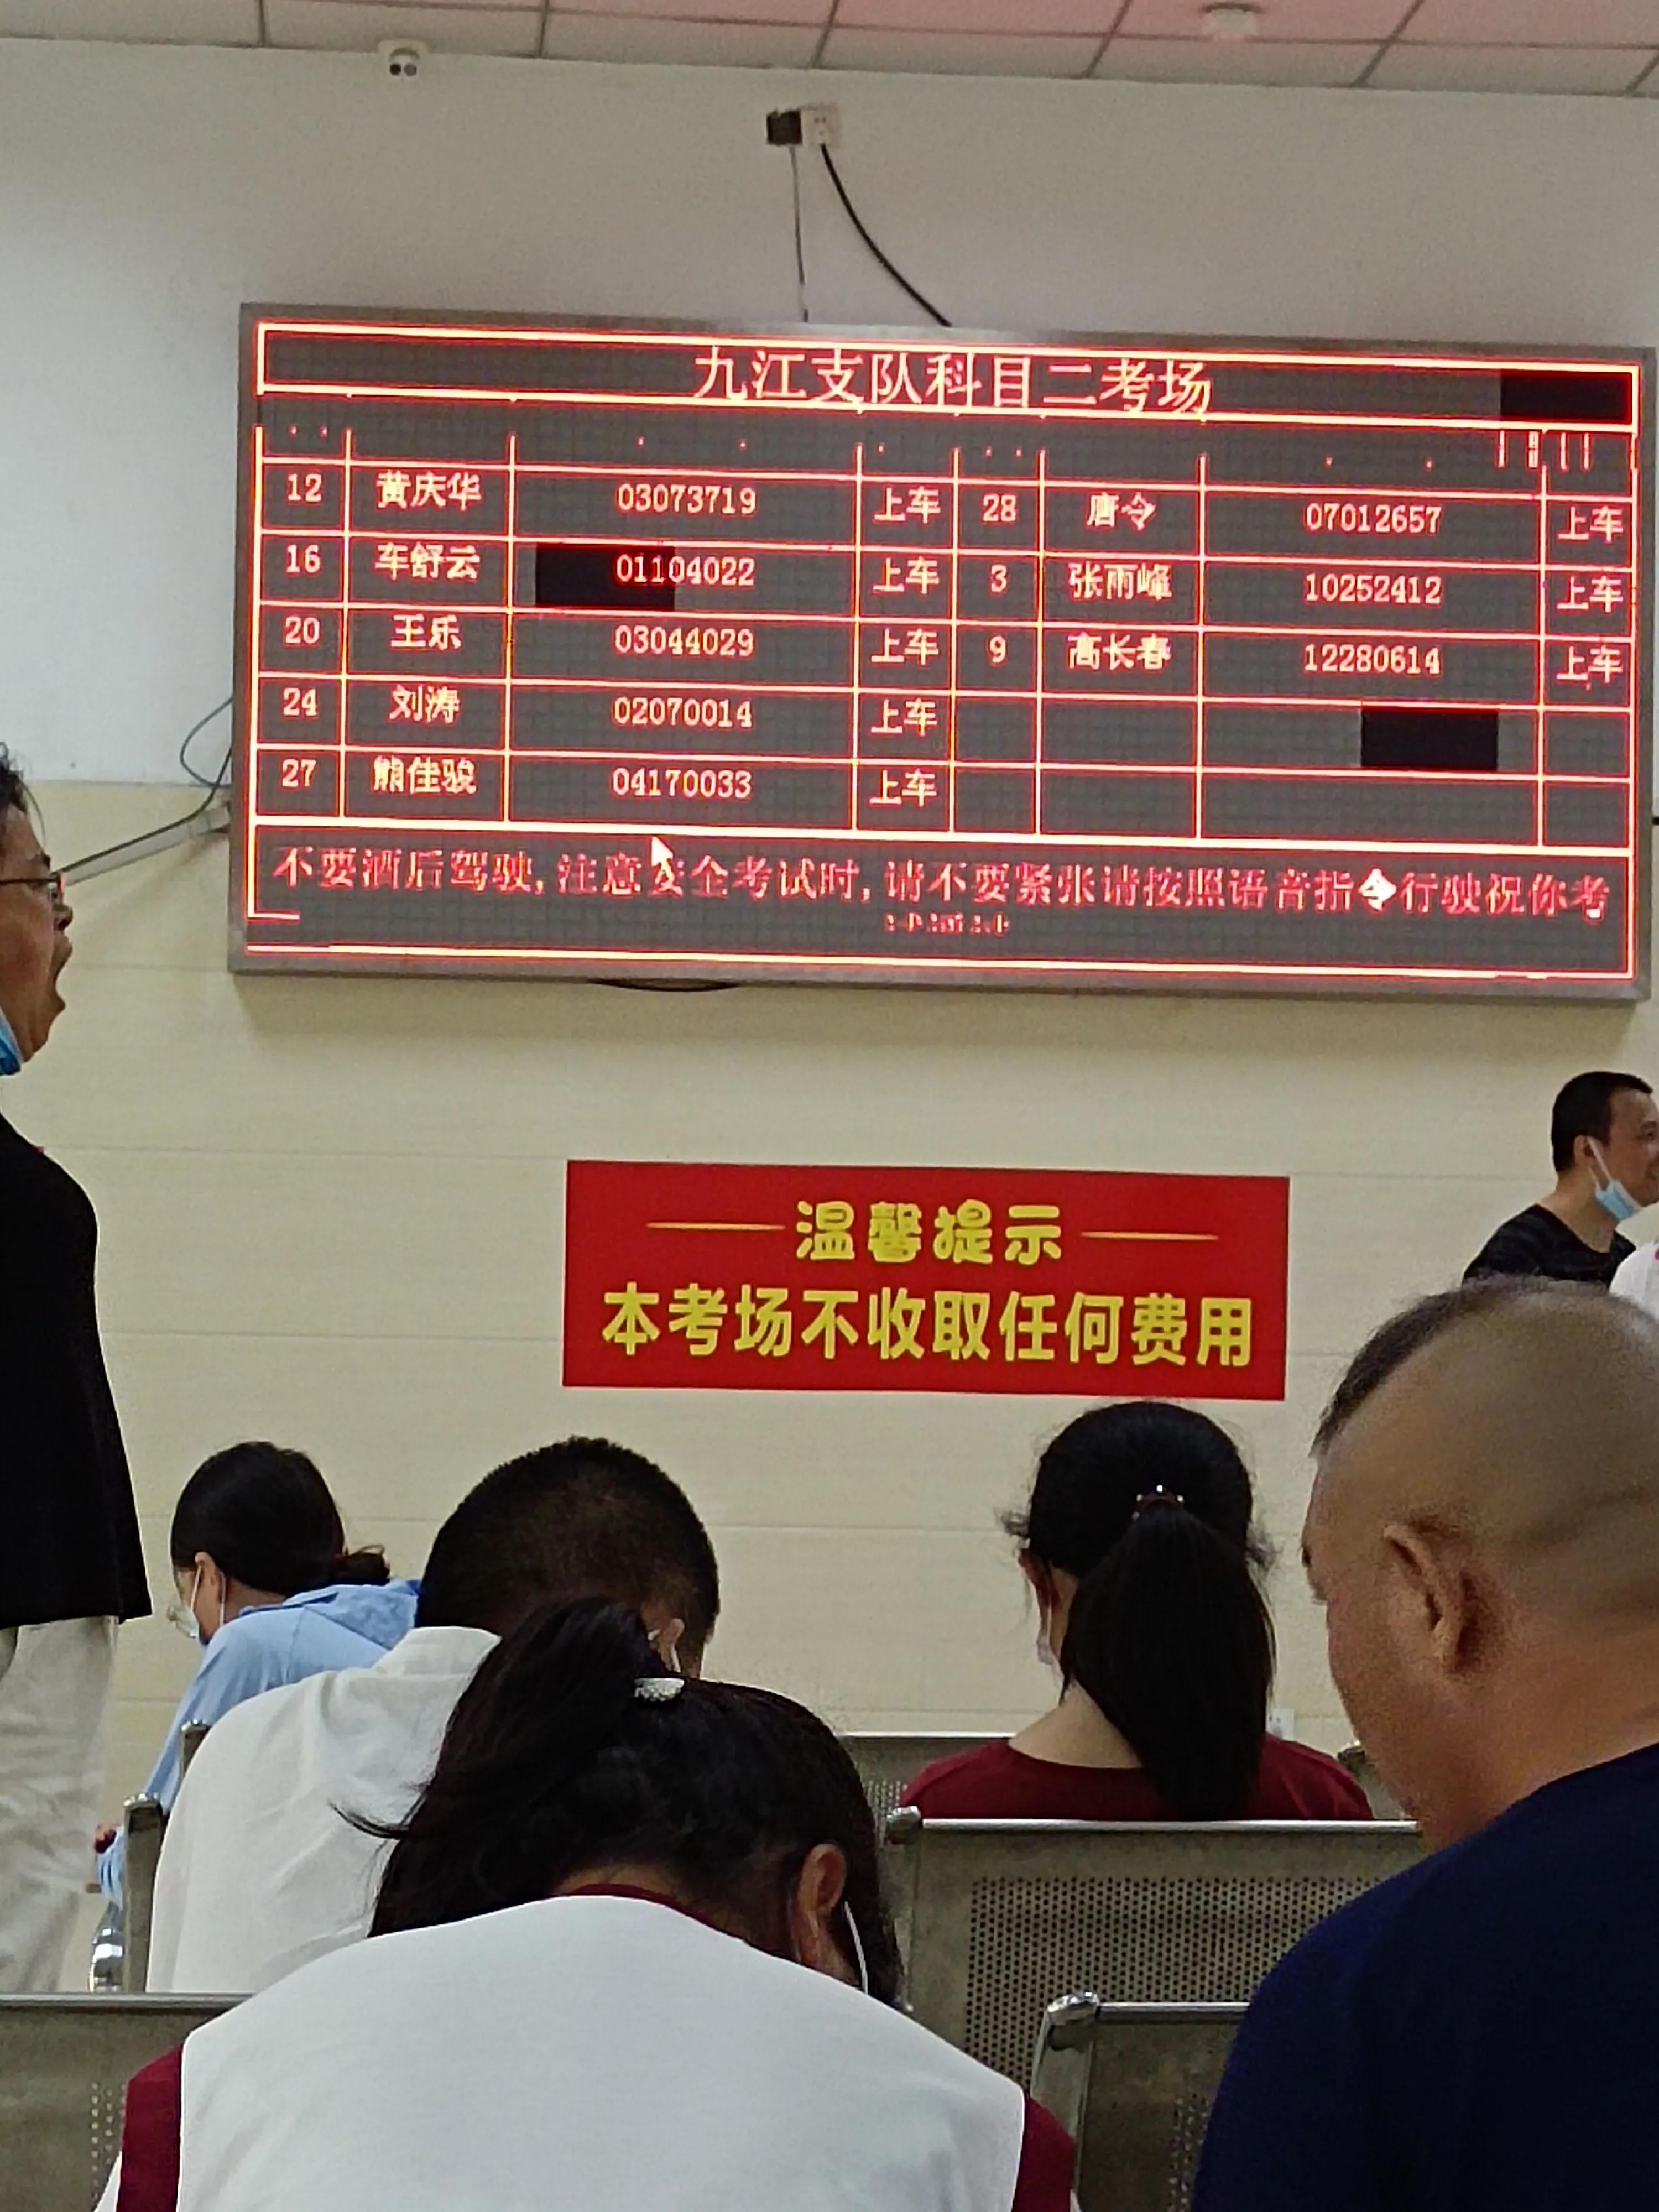 九江支队科目二考场
12 黄庆华 03073719 上车 28 唐令 07012657 上车
16 车舒云 01104022 上车 3 张雨峰 10252412 上车
20 王乐 03044029 上车 9 高长春 12280614 上车
24 刘涛 02070014 上车
27 熊佳骏 04170033 上车
不要酒后驾驶,注意安全考试时,请不要紧张请按照语音指令行驶祝你考
温馨提示
本考场不收取任何费用